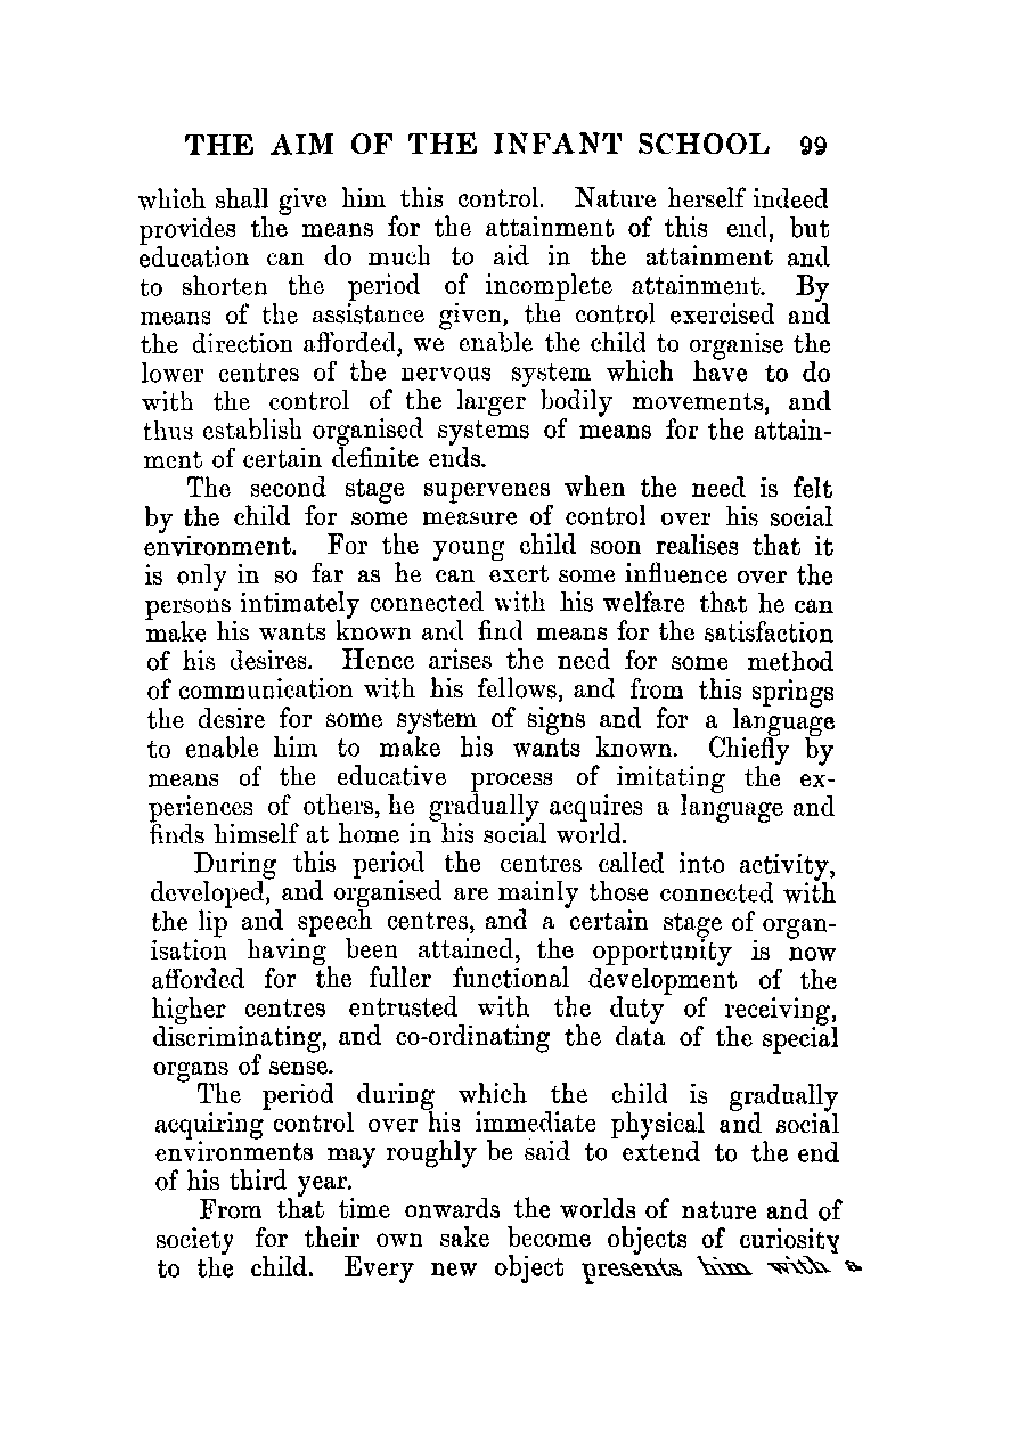 THE AIM OF THE INFANT SCHOOL 99
which shall give him this control. Nature herself indeed
provides the means for the attainment of this end, but
education can do much to aid in the attainment and
to shorten the period of incomplete attainment. By
means of the assistance given, the control exercised and
the direction afforded, we enable the child to organise the
lower centres of the nervous system which have to do
with the control of the larger bodily movements, and
thus establish organised systems of means for the attain-
ment of certain definite ends.
The second stage supervenes when the need is felt
by the child for some measure of control over his social
environment. For the young child soon realises that it
is only in so far as he can exert some influence over the
persons intimately connected with his welfare that he can
make his wants known and find means for the satisfaction
of his desires. Hence arises the need for some method
of communication with his fellows, and from this springs
the desire for some system of signs and for a language
to enable him to make his wants known. Chiefly by
means of the educative process of imitating the ex-
periences of others, he gradually acquires a language and
finds himself at home in his social world.
During this period the centres called into activity,
developed, and organised are mainly those connected with
the lip and speech centres, and a certain stage of organ-
isation having been attained, the opportunity is now
afforded for the fuller functional development of the
higher centres entrusted with the duty of receiving,
discriminating, and co-ordinating the data of the special
organs of sense.
The period during which the child is gradually
acquiring control over his immediate physical and social
environments may roughly be said to extend to the end
of his third year.
From that time onwards the worlds of nature and of
society for their own sake become objects of curiosity
to the child. Every new object presents him with a